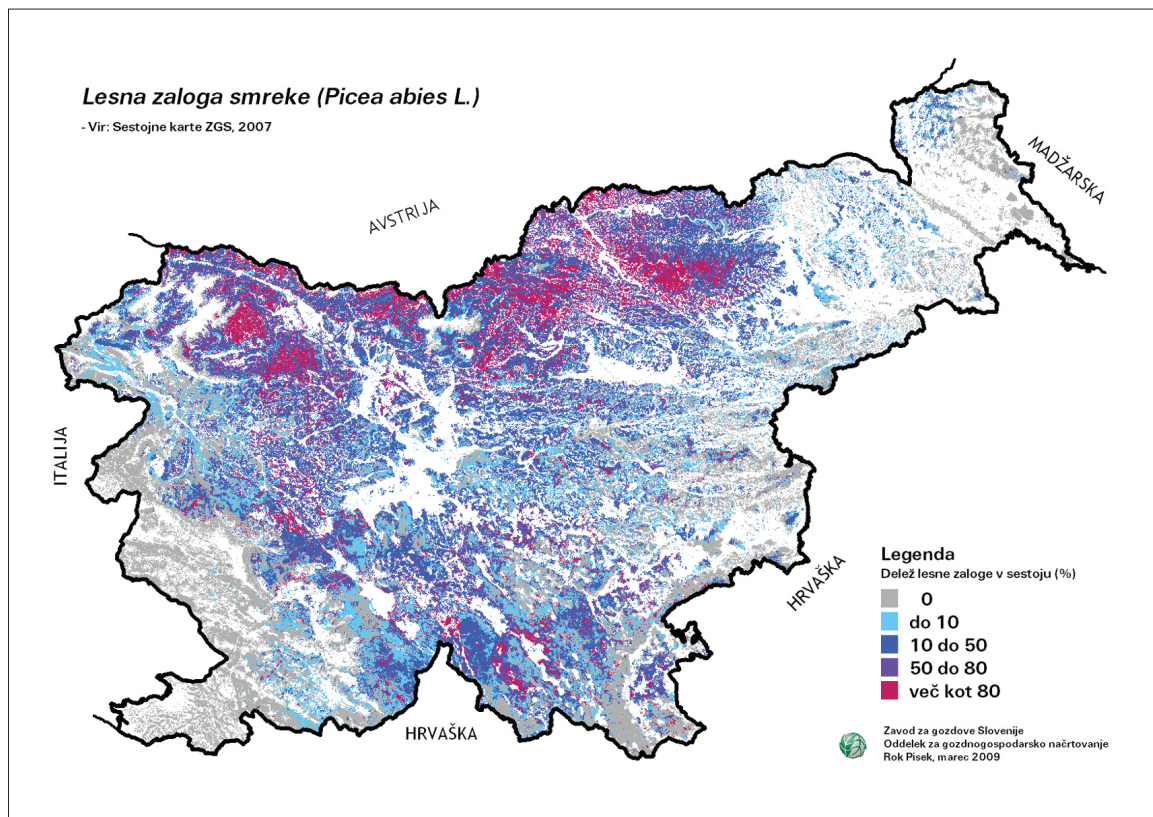 Lesna zaloga smreke (Picea abies L.)
- Vir: Sestojne karte ZGS, 2007
MADŽARSKA
AVSTRIJA
ITALIJA
HRVAŠKA
HRVAŠKA
Legenda
Delež lesne zaloge v sestoju (%)
0
do 10
10 do 50
50 do 80
več kot 80
Zavod za gozdove Slovenije
Oddelek za gozdnogospodarsko načrtovanje
Rok Pisek, marec 2009